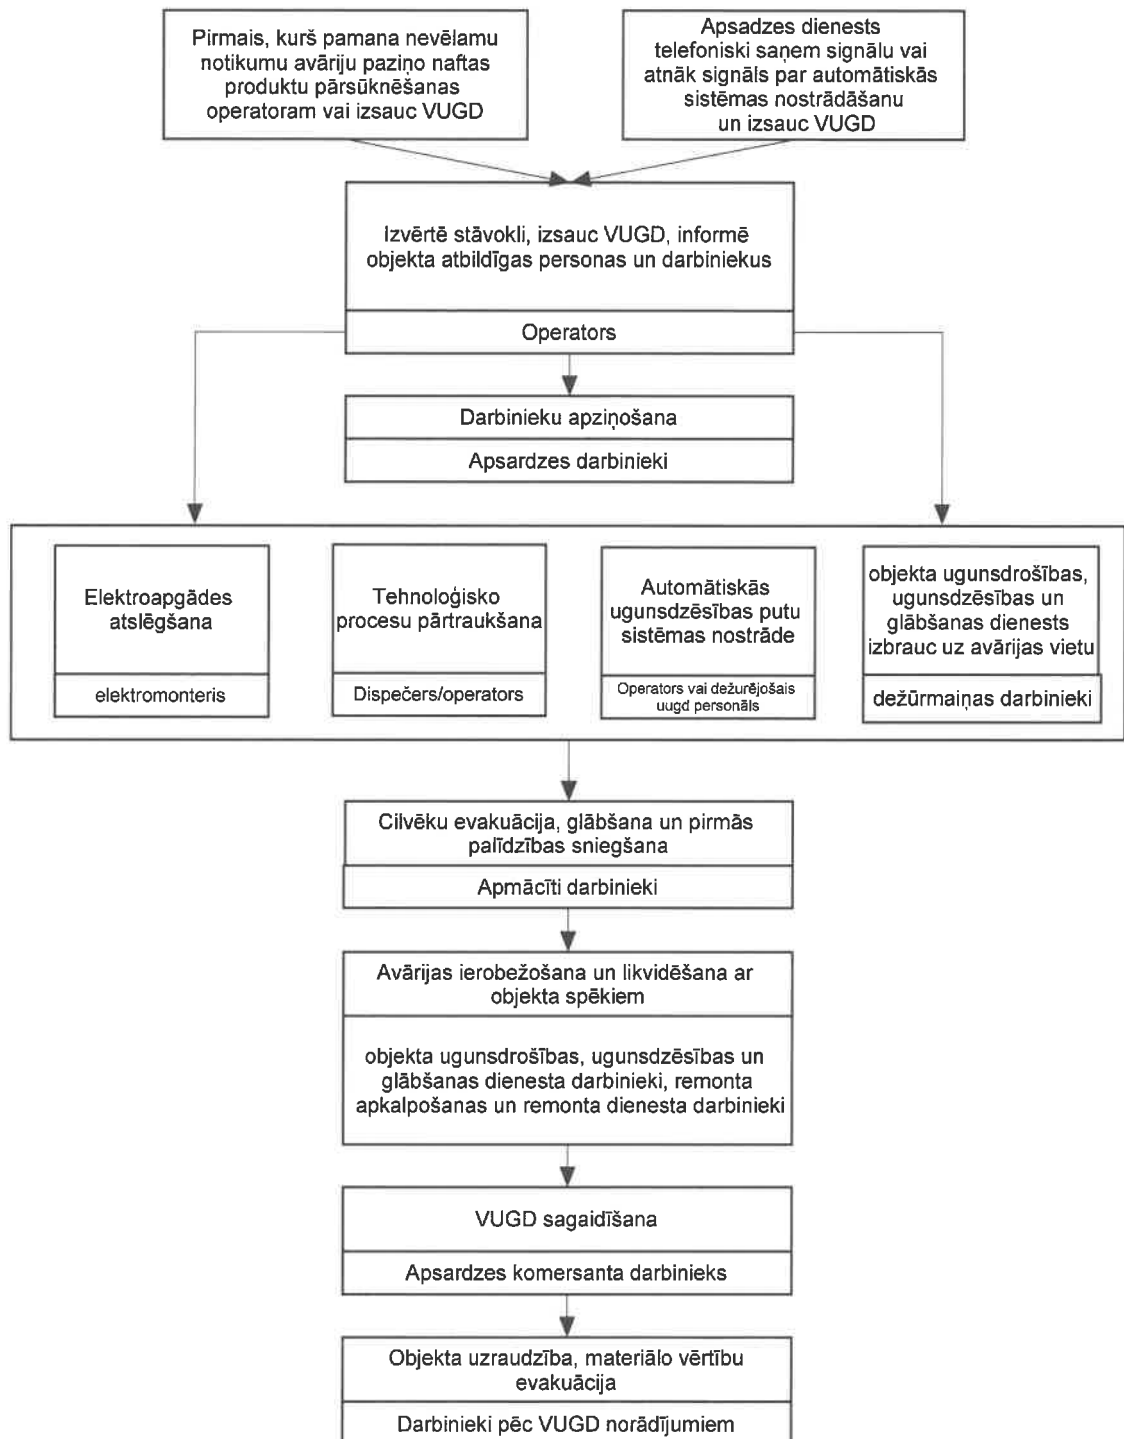 Pirmais, kurš pamana nevēlamu
notikumu avāriju paziņo naftas
produktu pārsūknēšanas
operatoram vai izsauc VUGD
Apsadzes dienests
telefoniski saņem signālu vai
atnāk signāls par automātiskās
sistēmas nostrādāšanu
un izsauc VUGD
Izvērtē stāvokli, izsauc VUGD, informē
objekta atbildīgas personas un darbiniekus
Operators
Darbinieku apziņošana
Apsardzes darbinieki
Elektroapgādes
atslēgšana
elektromonteris
Tehnoloģisko
procesu pārtraukšana
Dispečers/operators
Automātiskās
ugunsdzēsības putu
sistēmas nostrāde
Operators vai dežurējošais
uugd personāls
objekta ugunsdrošības,
ugunsdzēsības un
glābšanas dienests
izbrauc uz avārijas vietu
dežūrmaiņas darbinieki
Cilvēku evakuācija, glābšana un pirmās
palīdzības sniegšana
Apmācīti darbinieki
Avārijas ierobežošana un likvidēšana ar
objekta spēkiem
objekta ugunsdrošības, ugunsdzēsības un
glābšanas dienesta darbinieki, remonta
apkalpošanas un remonta dienesta darbinieki
VUGD sagaidīšana
Apsardzes komersanta darbinieks
Objekta uzraudzība, materiālo vērtību
evakuācija
Darbinieki pēc VUGD norādījumiem